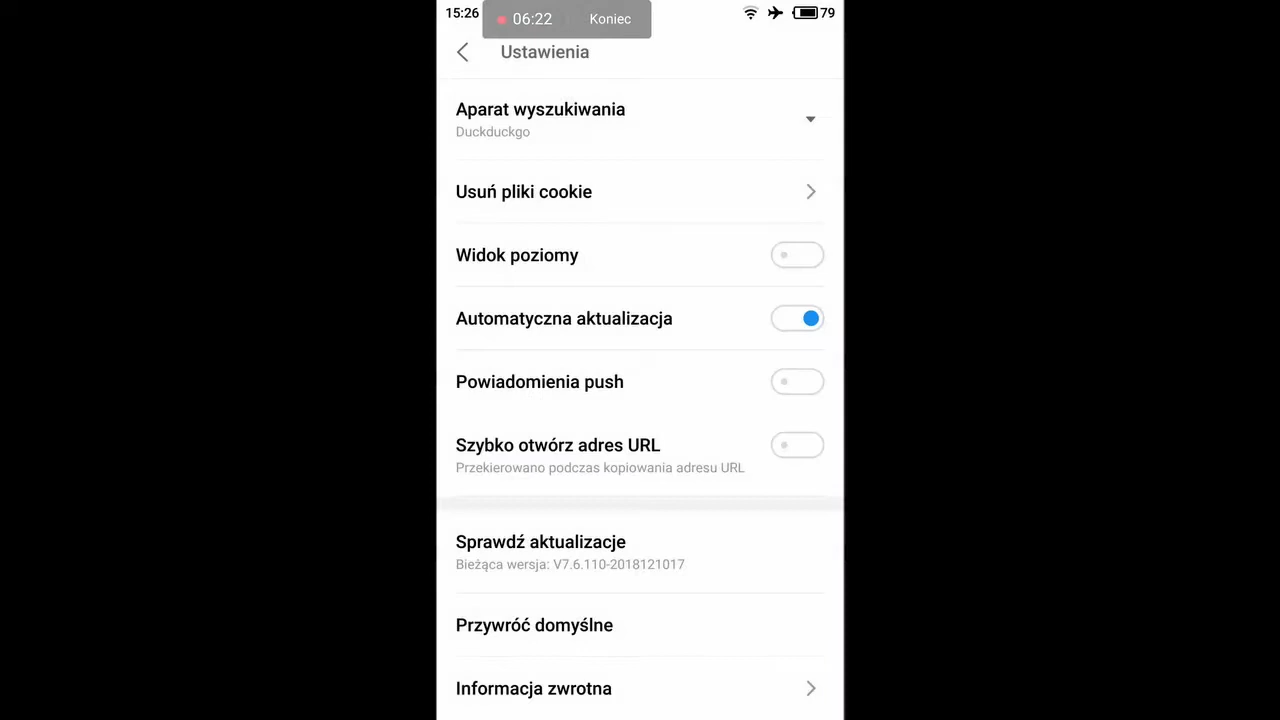 15:26
06:22 Koniec
79
Ustawienia
Aparat wyszukiwania
Duckduckgo
Usuń pliki cookie
Widok poziomy
Automatyczna aktualizacja
Powiadomienia push
Szybko otwórz adres URL
Przekierowano podczas kopiowania adresu URL
Sprawdź aktualizacje
Bieżąca wersja: V7.6.110-2018121017
Przywróć domyślne
Informacja zwrotna